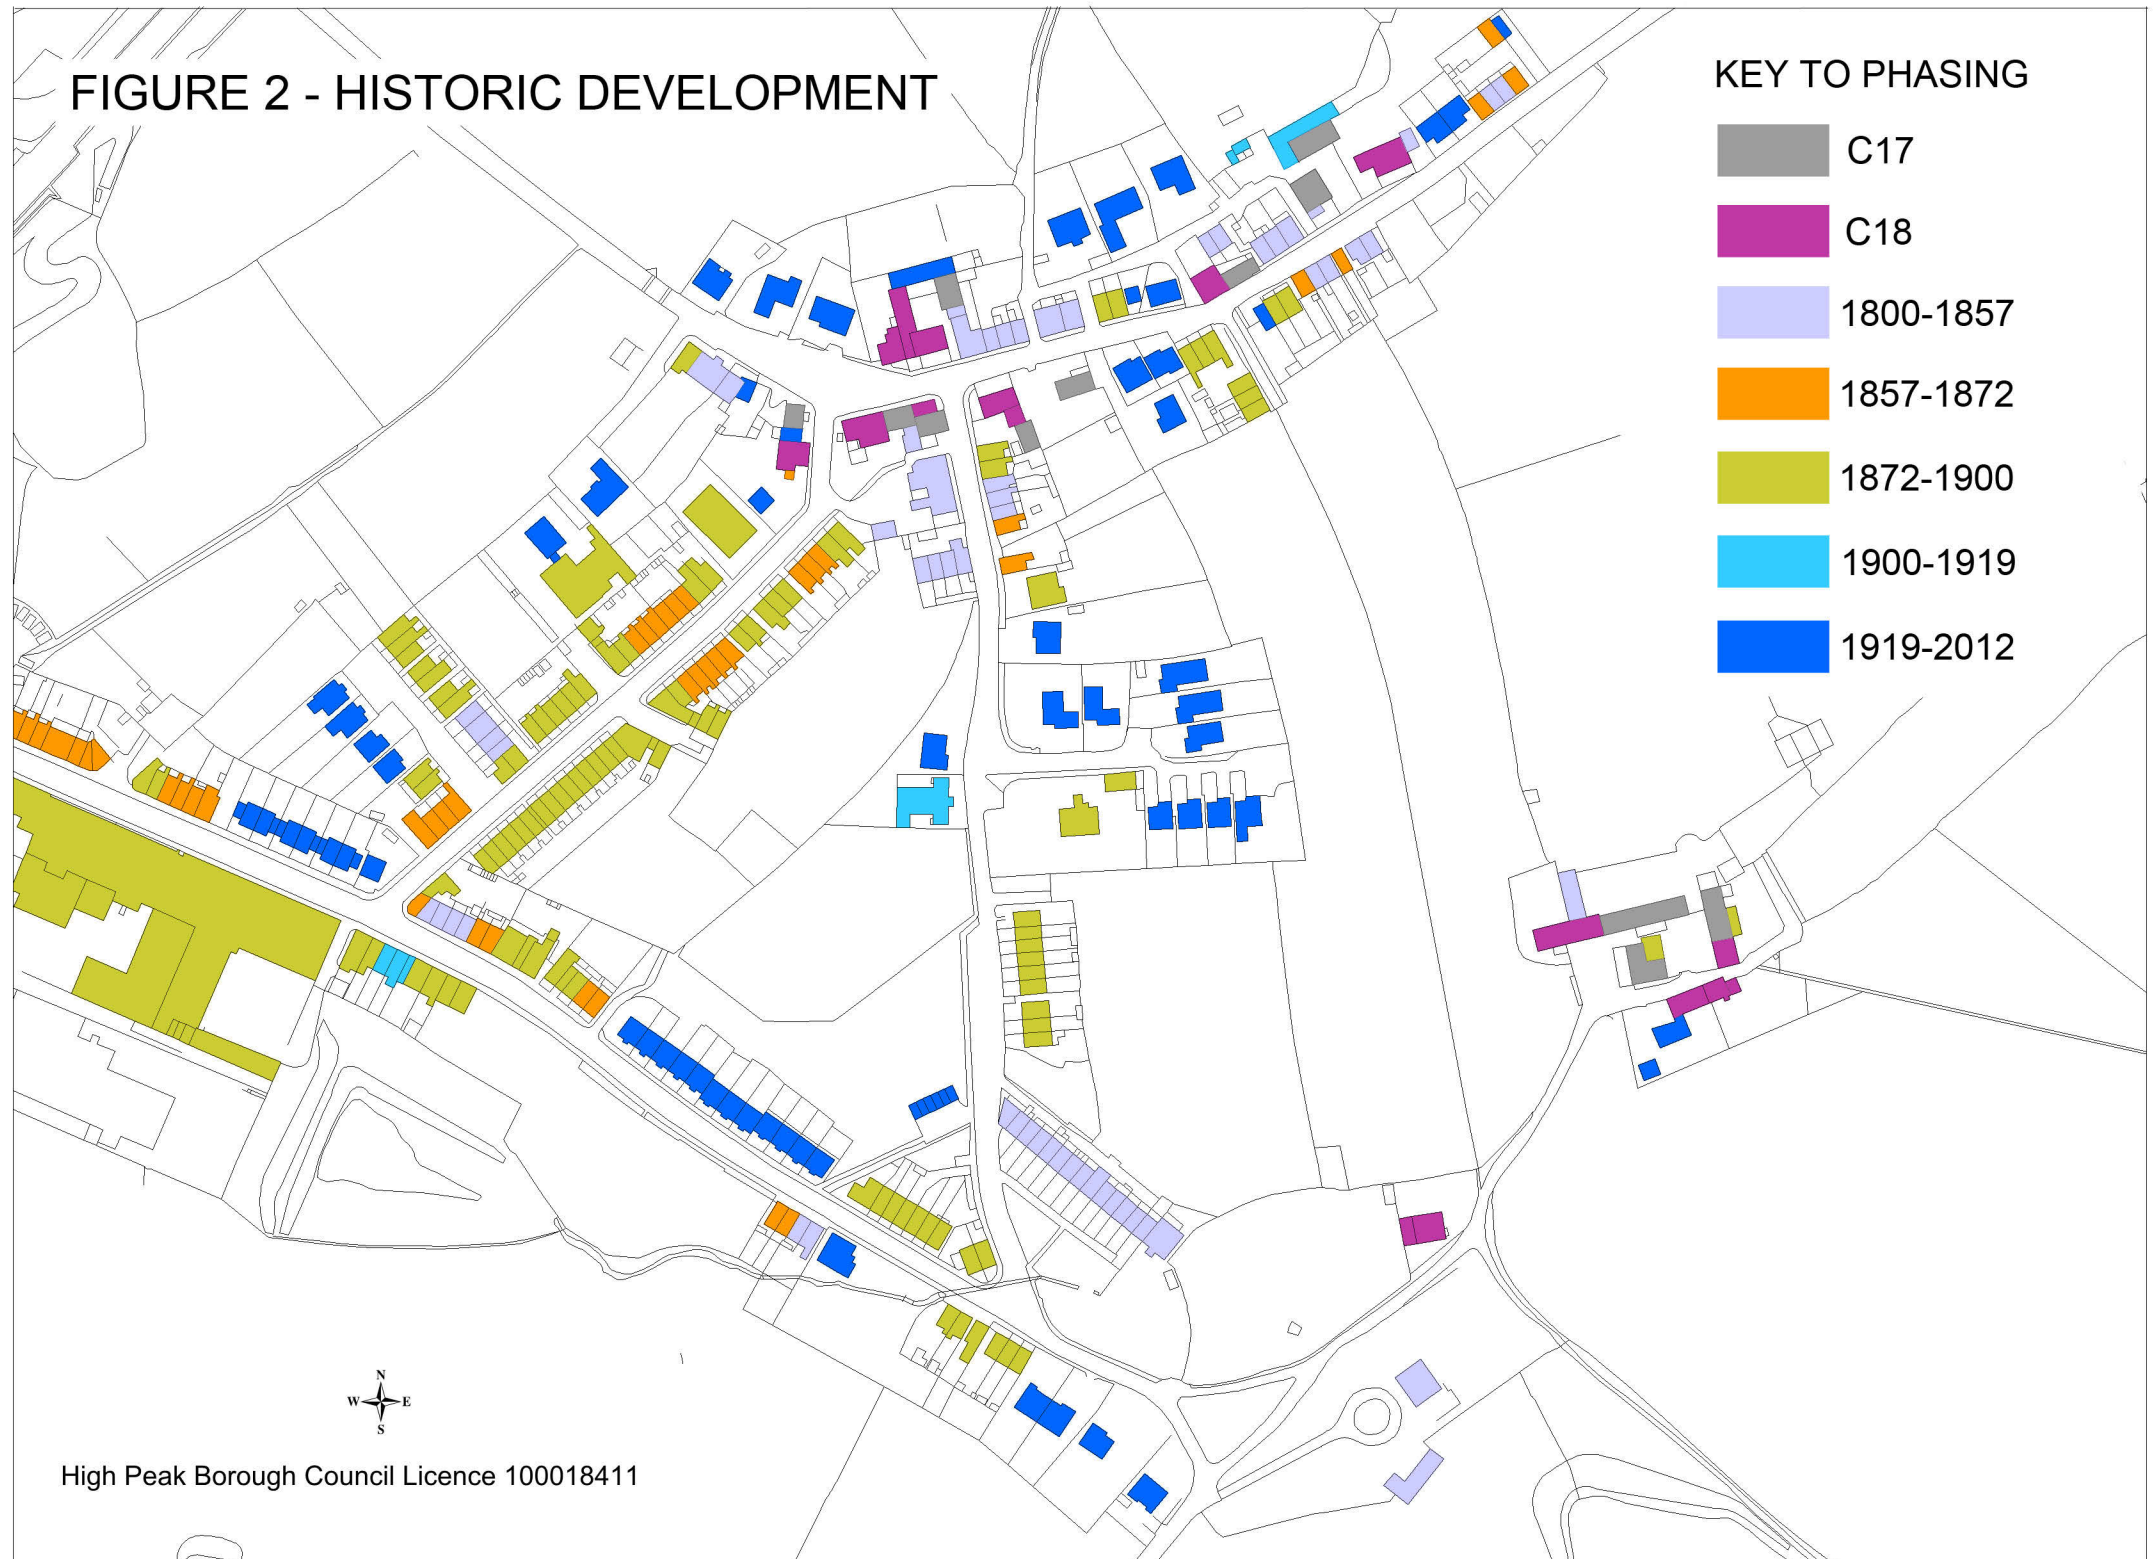 FIGURE 2 - HISTORIC DEVELOPMENT
KEY TO PHASING
C17
C18
1800-1857
1857-1872
1872-1900
1900-1919
1919-2012
N
W E
S
High Peak Borough Council Licence 100018411